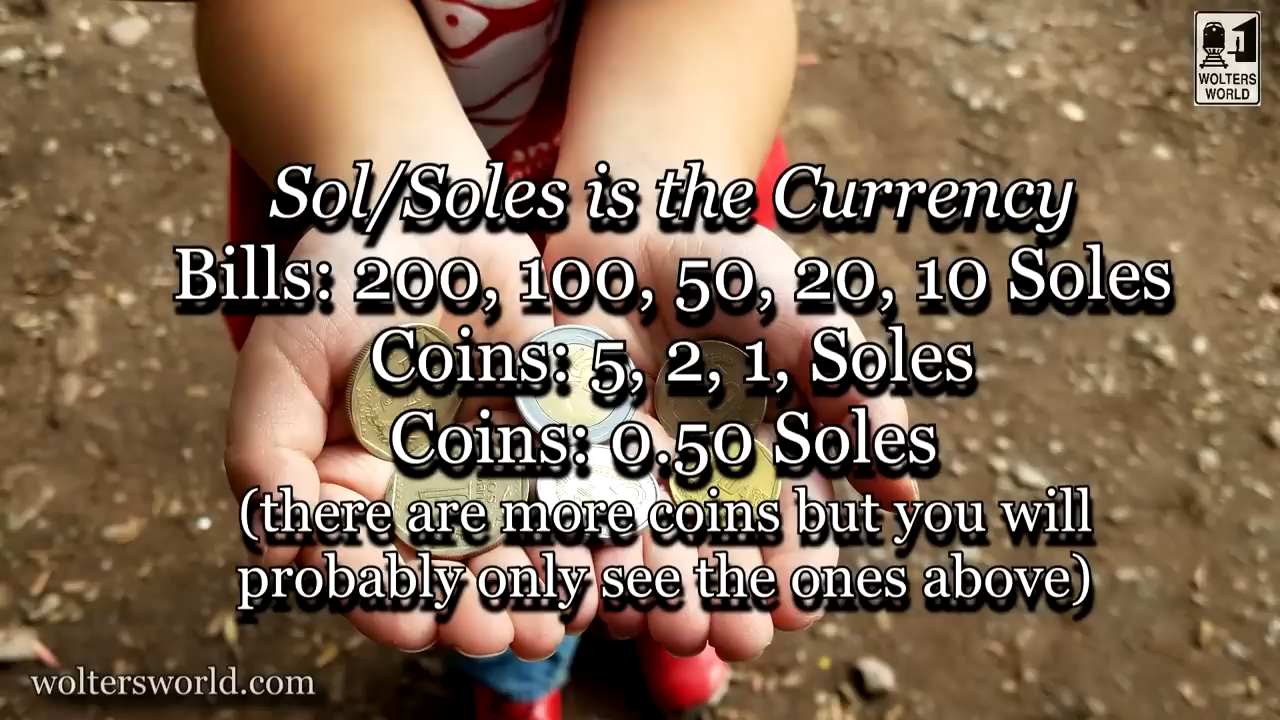 1
WOLTERS
WORLD
Sol/Soles is the Currency
Bills: 200, 100, 50, 20, 10 Soles
Coins: 5, 2, 1, Soles
Coins: 0.50 Soles
(there are more coins but you will
probably only see the ones above)
woltersworld.com